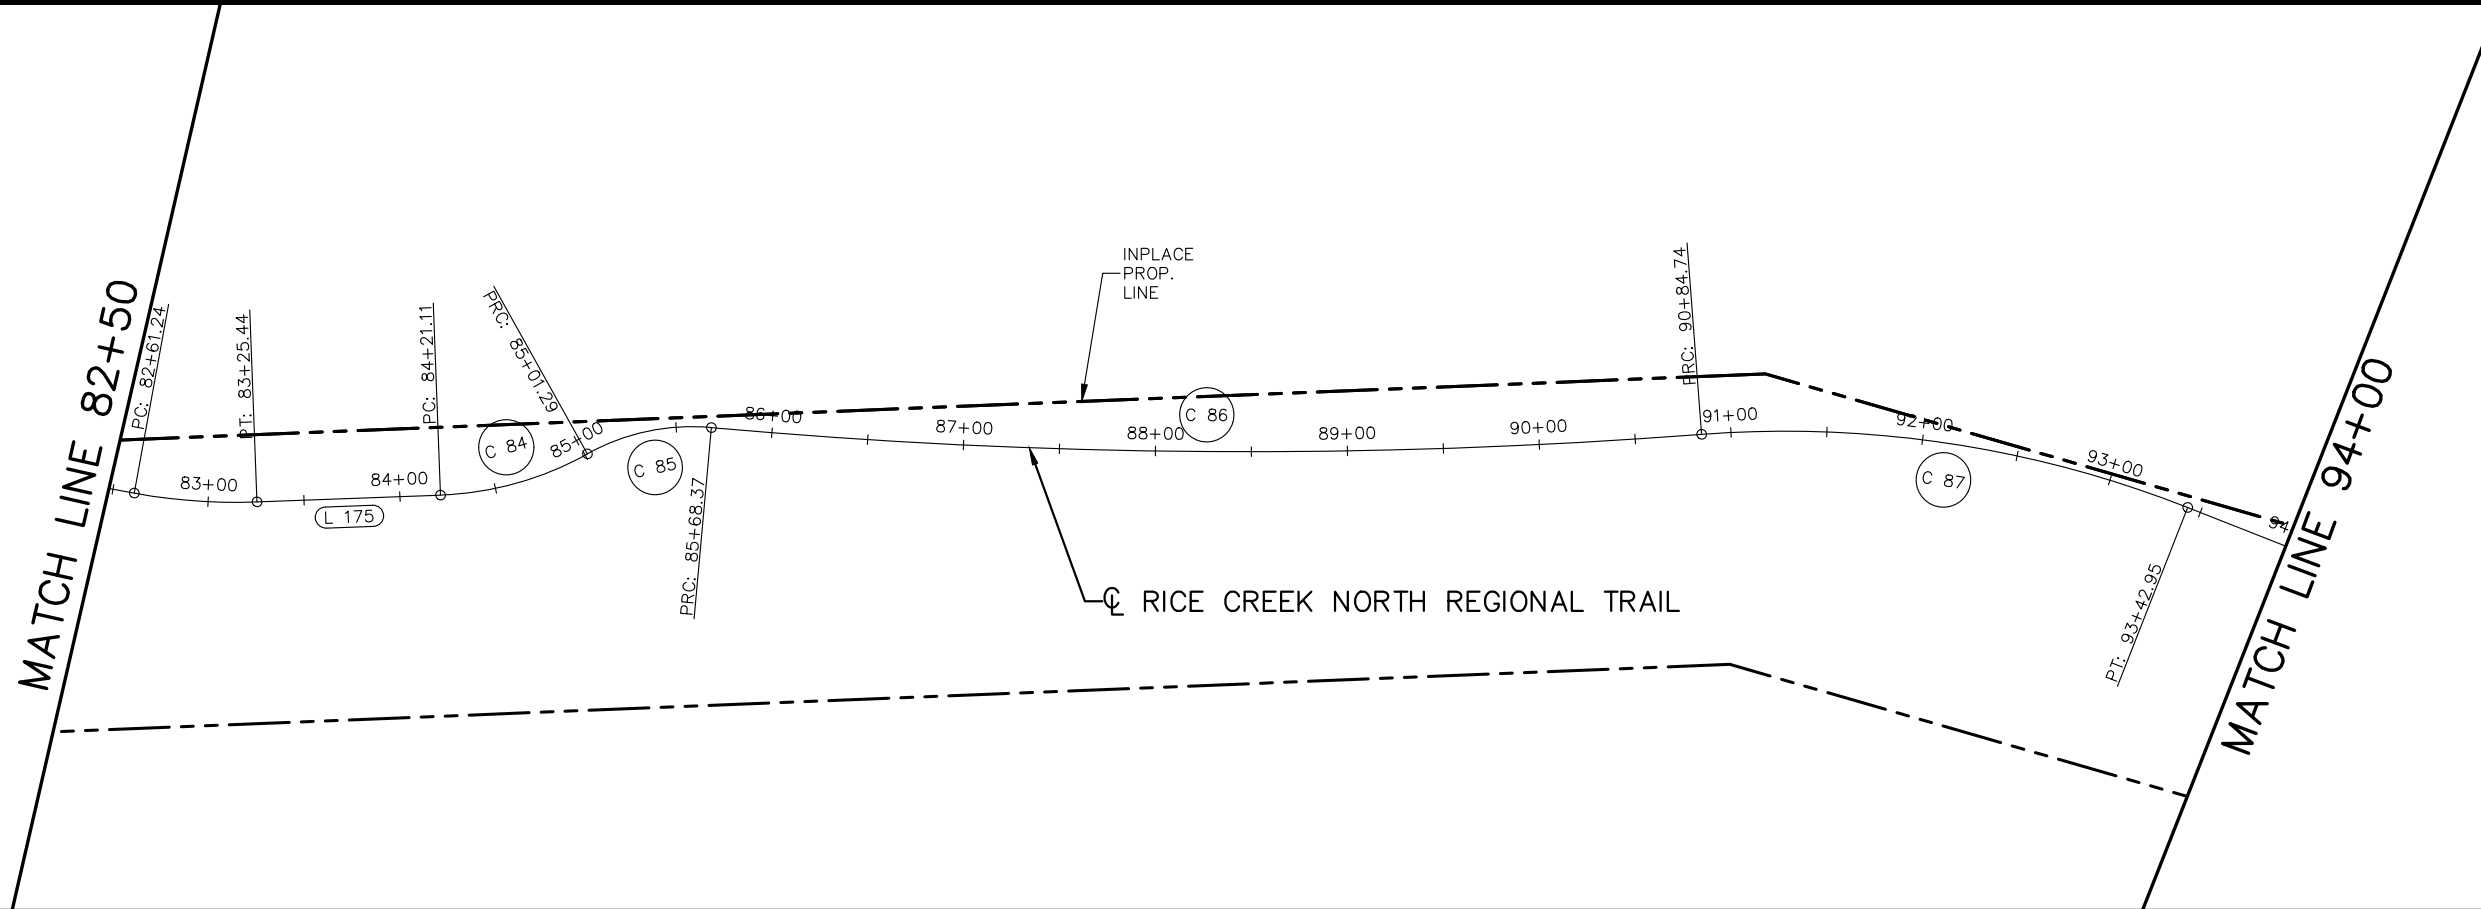 MATCH LINE 82+50
PC: 82+61.24
PT: 83+25.44
PC: 84+21.11
PRC: 85+01.29
PRC: 85+68.37
PRC: 90+84.74
PT: 93+42.95
83+00
84+00
85+00
86+00
87+00
88+00
89+00
90+00
91+00
92+00
93+00
94
L 175
C 84
C 85
C 86
C 87
INPLACE
PROP.
LINE
℄ RICE CREEK NORTH REGIONAL TRAIL
MATCH LINE 94+00